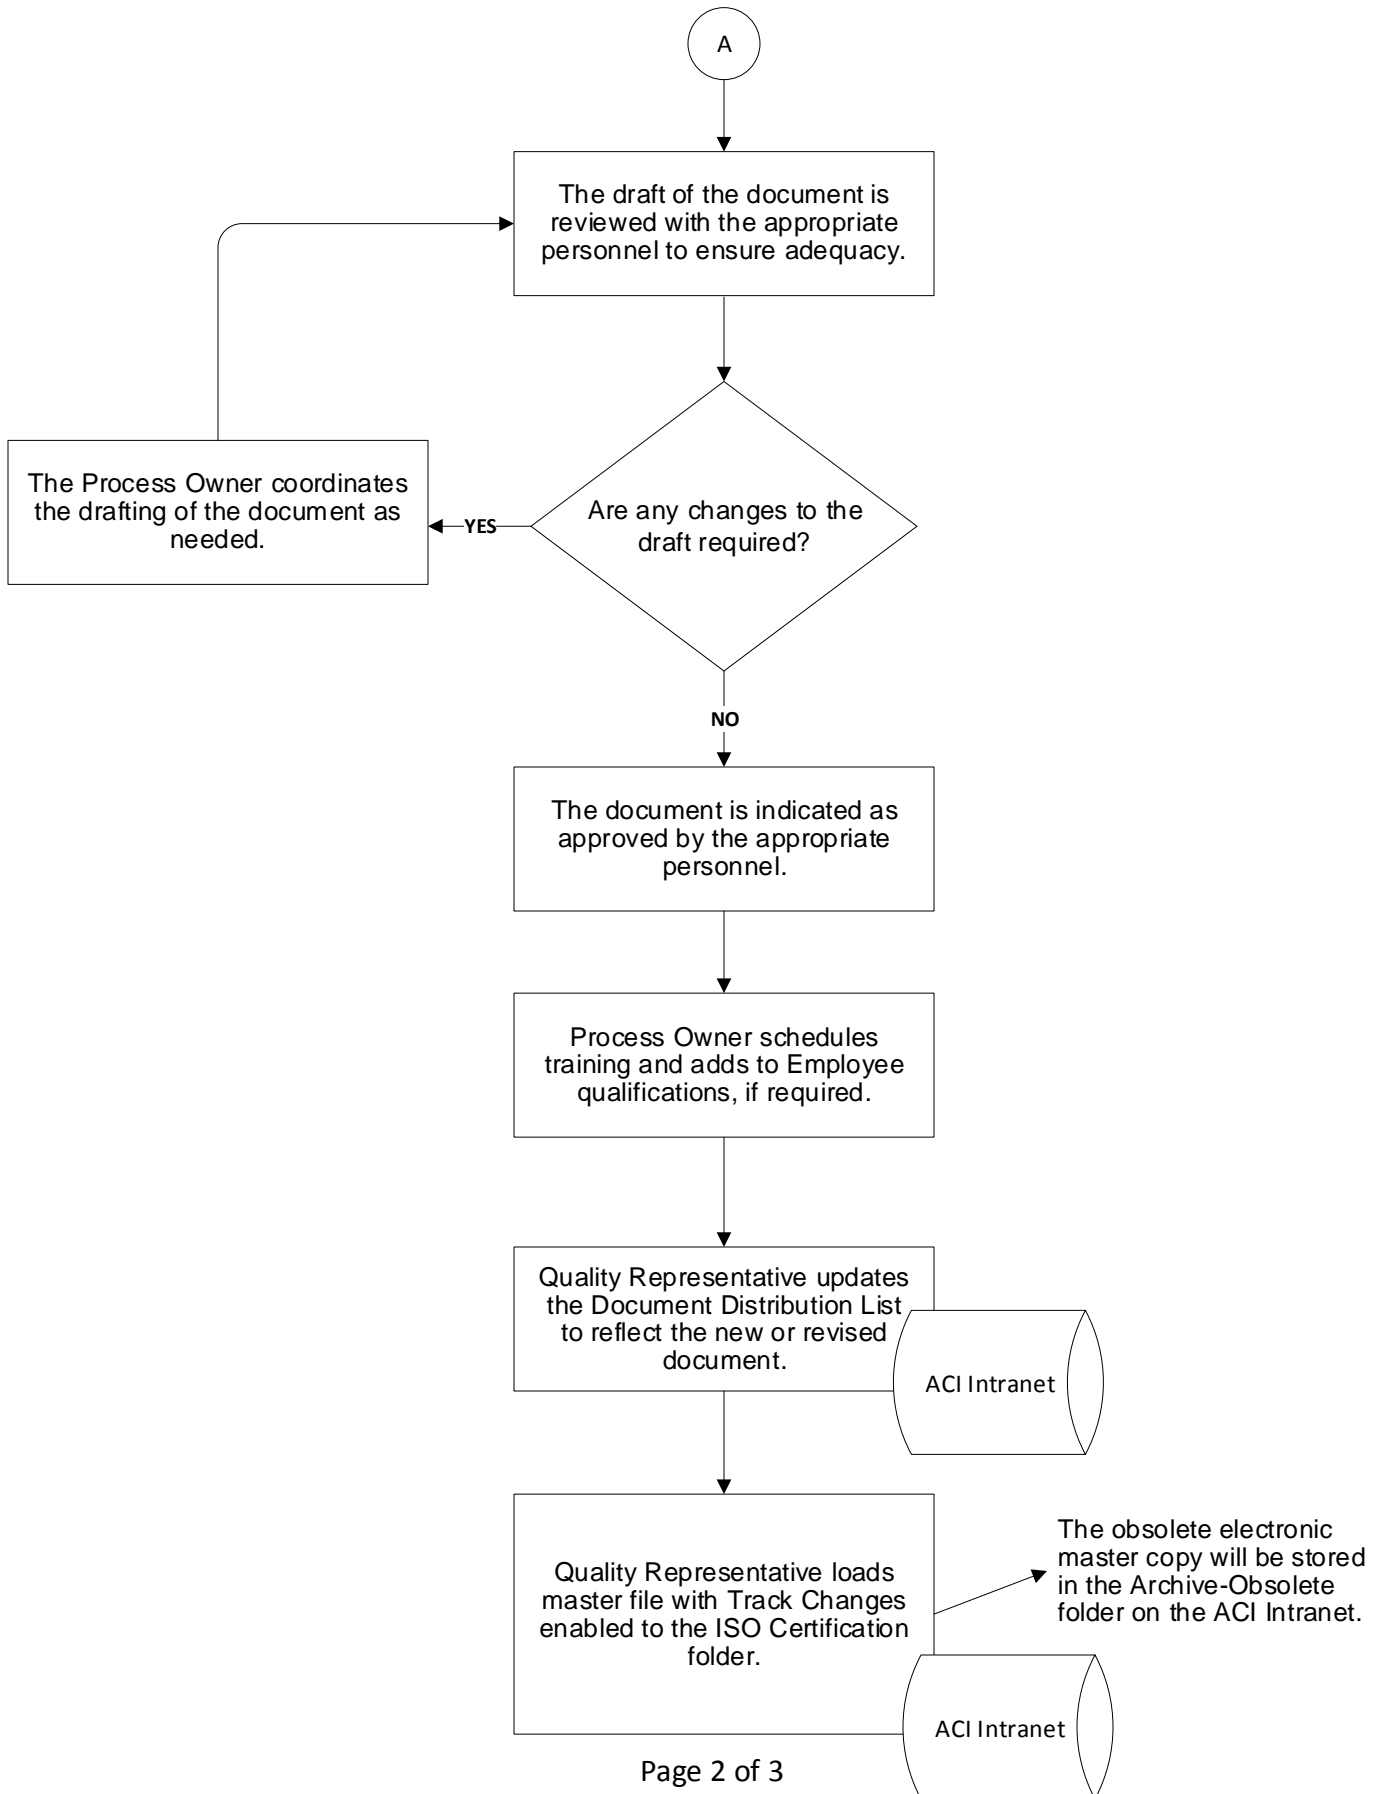 A
The draft of the document is
reviewed with the appropriate
personnel to ensure adequacy.
The Process Owner coordinates
the drafting of the document as
needed.
YES
Are any changes to the
draft required?
NO
The document is indicated as
approved by the appropriate
personnel.
Process Owner schedules
training and adds to Employee
qualifications, if required.
Quality Representative updates
the Document Distribution List
to reflect the new or revised
document.
ACI Intranet
Quality Representative loads
master file with Track Changes
enabled to the ISO Certification
folder.
The obsolete electronic
master copy will be stored
in the Archive-Obsolete
folder on the ACI Intranet.
ACI Intranet
Page 2 of 3